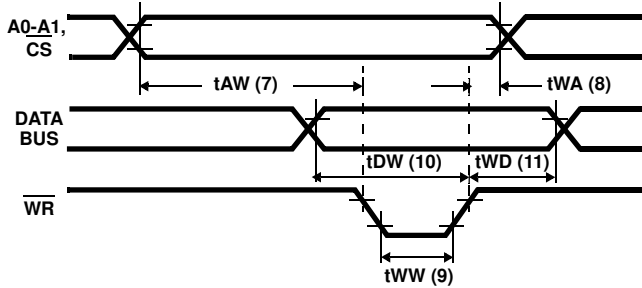 A0-A1,
CS
tAW (7)
tWA (8)
DATA
BUS
tDW (10)
tWD (11)
WR
tWW (9)